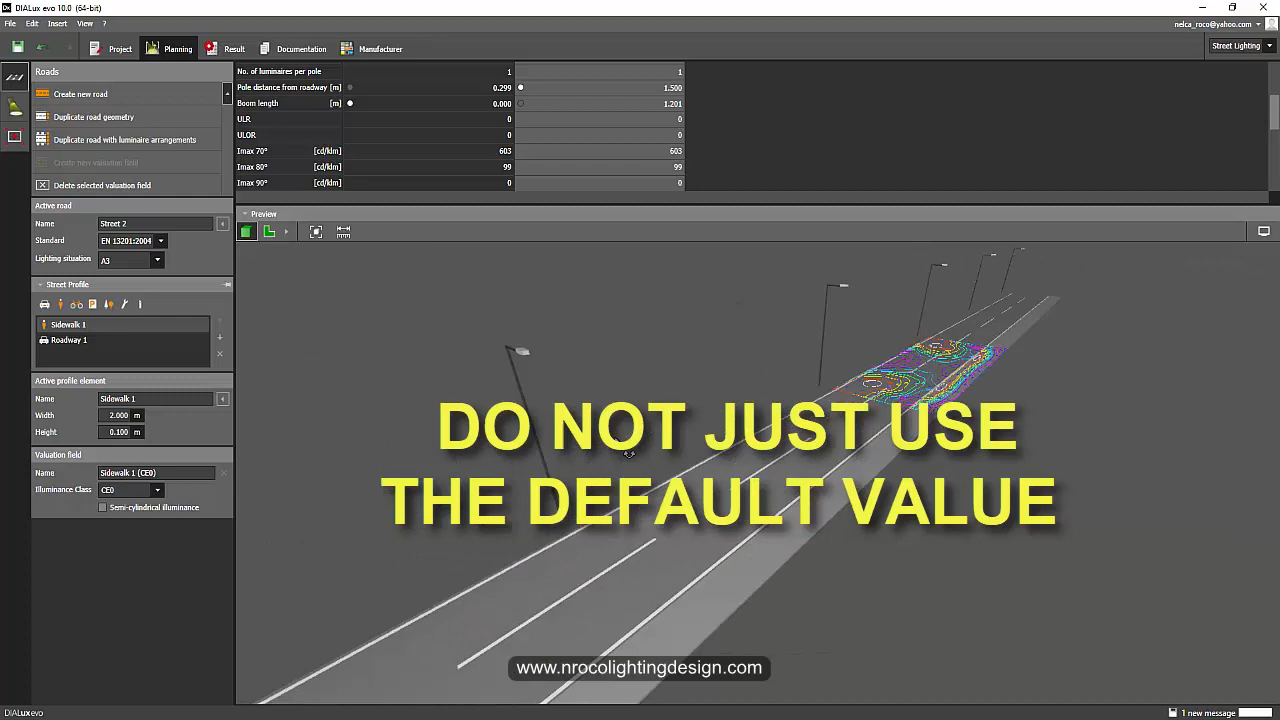 DIALux evo 10.0 (64-bit)
File Edit Insert View ?
nelca_roco@yahoo.com
Project Planning Result Documentation Manufacturer
Street Lighting
Roads
Create new road
Duplicate road geometry
Duplicate road with luminaire arrangements
Create new valuation field
Delete selected valuation field
Active road
Name Street 2
Standard EN 13201:2004
Lighting situation A3
Street Profile
Sidewalk 1
Roadway 1
Active profile element
Name Sidewalk 1
Width 2.000 m
Height 0.100 m
Valuation field
Name Sidewalk 1 (CE0)
Illuminance Class CE0
Semi-cylindrical illuminance
No. of luminaires per pole 1 1
Pole distance from roadway [m] 0.299 1.500
Boom length [m] 0.000 1.201
ULR 0 0
ULOR 0 0
Imax 70° [cd/klm] 603 603
Imax 80° [cd/klm] 99 99
Imax 90° [cd/klm] 0 0
Preview
DO NOT JUST USE
THE DEFAULT VALUE
www.nrocolightingdesign.com
DIALux evo
1 new message